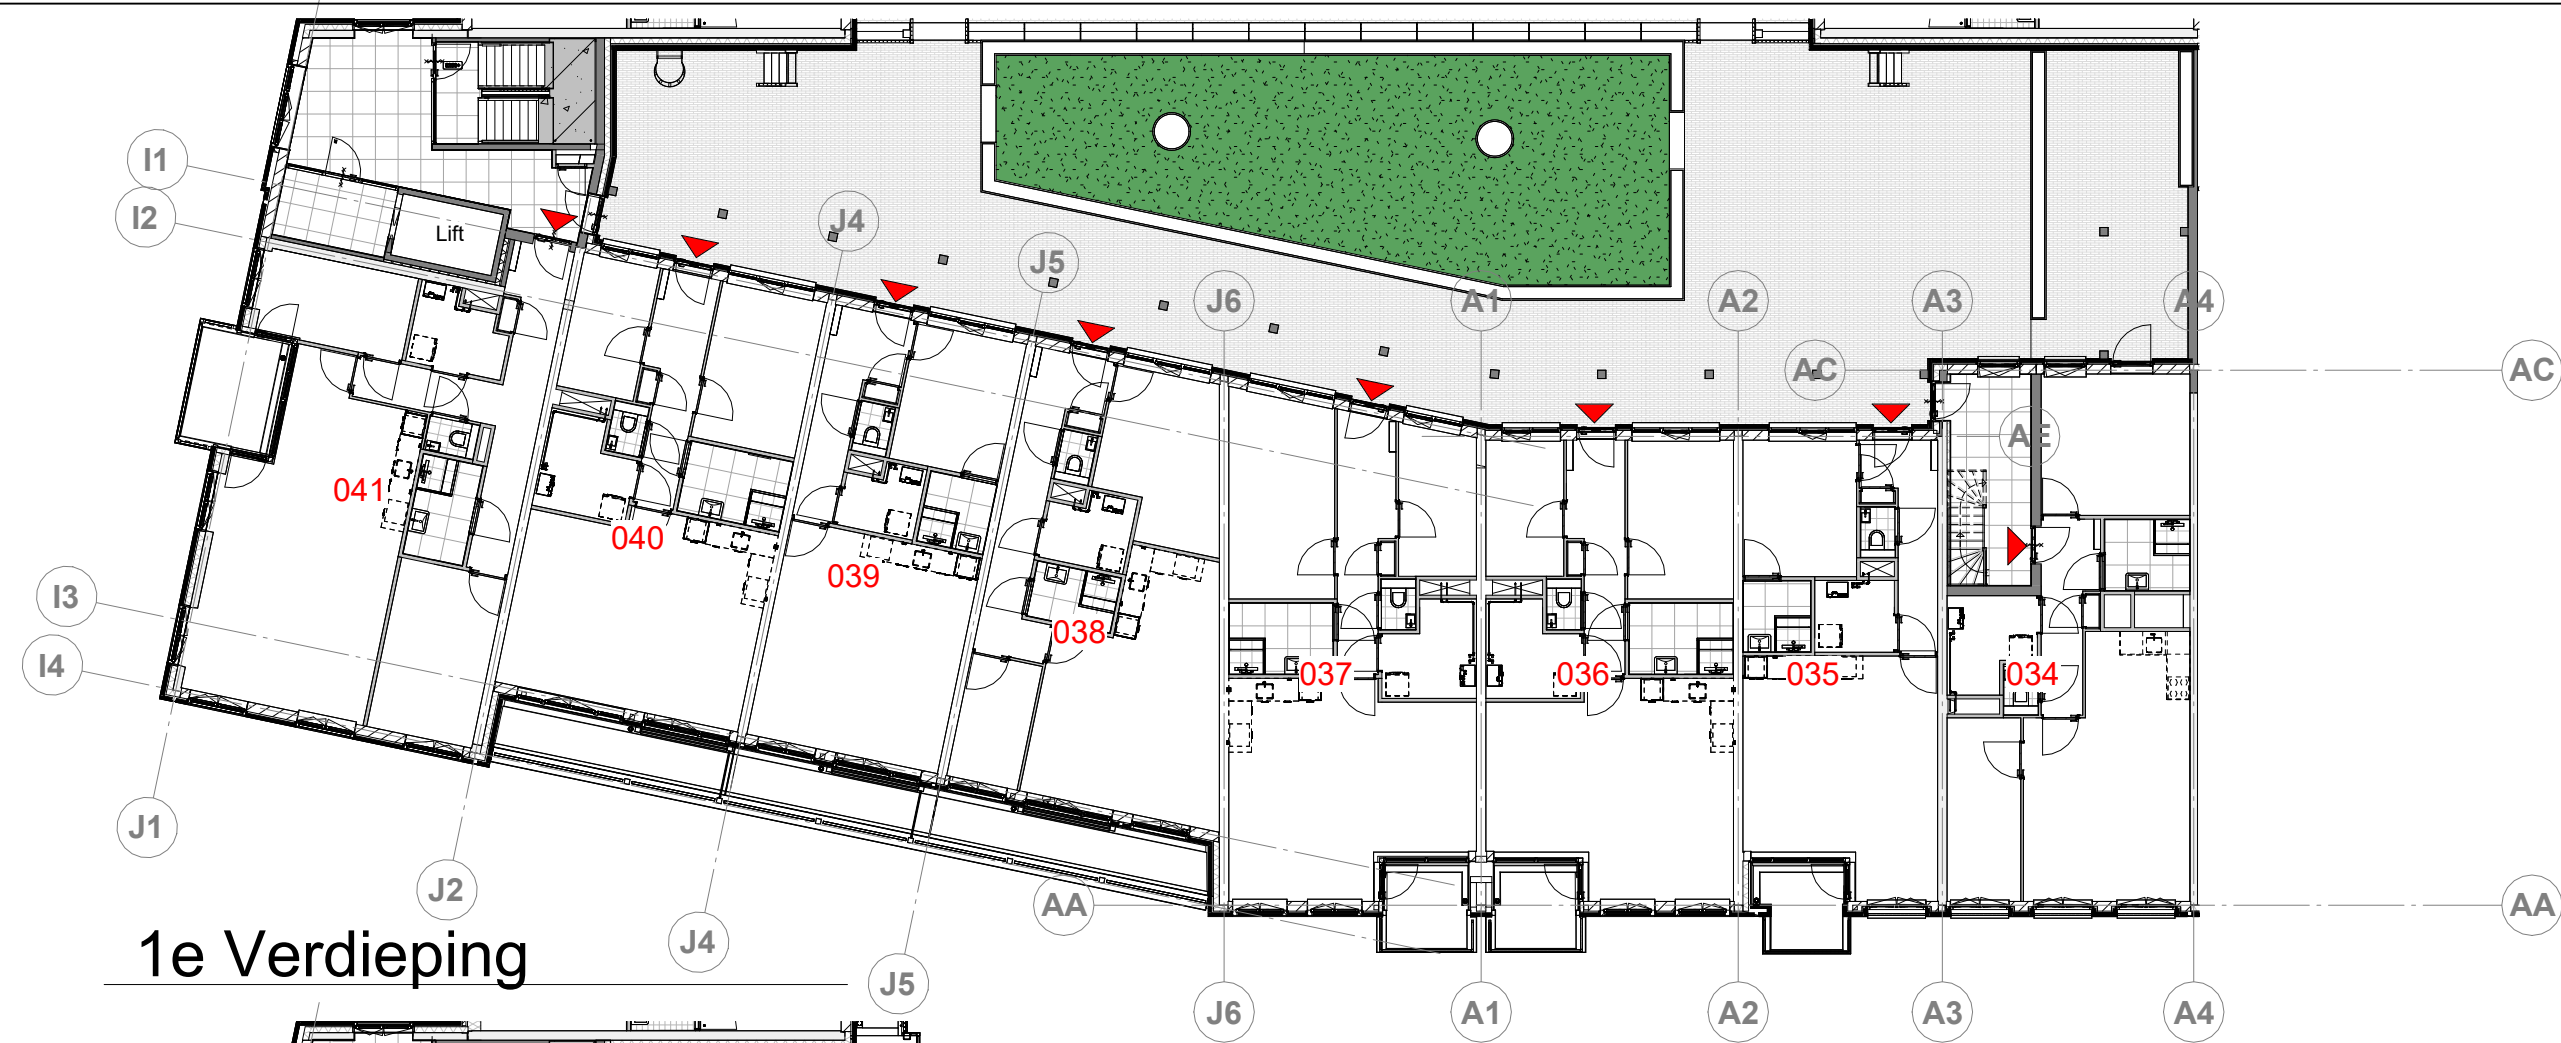 I1
I2
Lift
J4
J5
J6
A1
A2
A3
A4
AC
AC
AE
041
040
039
038
037
036
035
034
I3
I4
J1
J2
J4
J5
AA
AA
1e Verdieping
J6
A1
A2
A3
A4